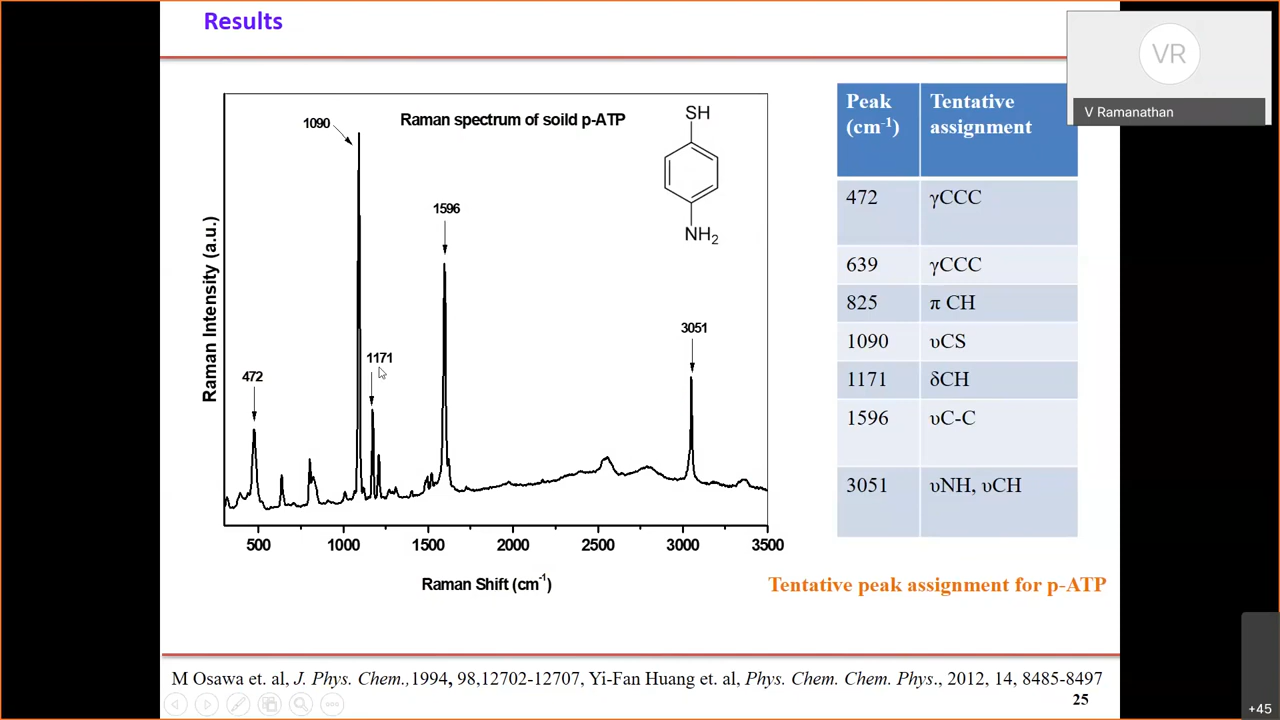 Results
VR
V Ramanathan
Raman spectrum of soild p-ATP
SH
NH2
1090
1596
1171
472
3051
Raman Intensity (a.u.)
500 1000 1500 2000 2500 3000 3500
Raman Shift (cm-1)
Peak (cm-1) Tentative assignment
472 γCCC
639 γCCC
825 π CH
1090 υCS
1171 δCH
1596 υC-C
3051 υNH, υCH
Tentative peak assignment for p-ATP
M Osawa et. al, J. Phys. Chem.,1994, 98,12702-12707, Yi-Fan Huang et. al, Phys. Chem. Chem. Phys., 2012, 14, 8485-8497
25
+45